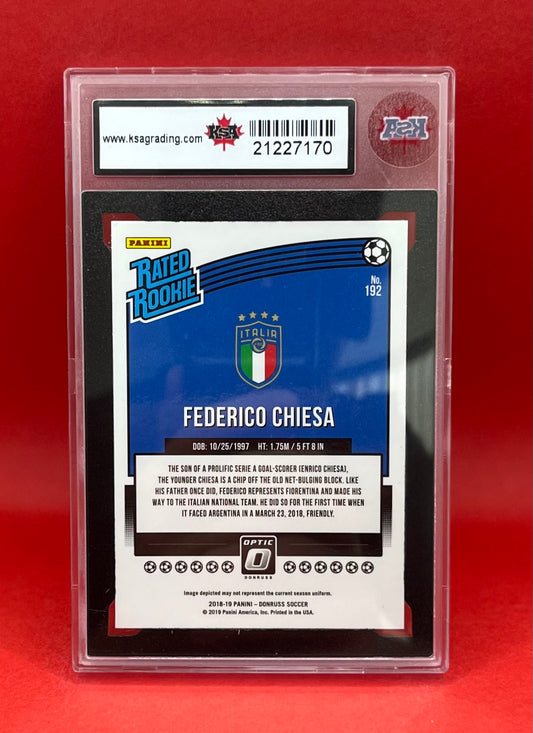 www.ksagrading.com
KSA
21227170
KSA
PANINI
RATED
ROOKIE
No.
192
ITALIA
FEDERICO CHIESA
DOB: 10/25/1997 HT: 1.75M / 5 FT 8 IN
THE SON OF A PROLIFIC SERIE A GOAL-SCORER (ENRICO CHIESA),
THE YOUNGER CHIESA IS A CHIP OFF THE OLD NET-BULGING BLOCK. LIKE
HIS FATHER ONCE DID, FEDERICO REPRESENTS FIORENTINA AND MADE HIS
WAY TO THE ITALIAN NATIONAL TEAM. HE DID SO FOR THE FIRST TIME WHEN
IT FACED ARGENTINA IN A MARCH 23, 2018, FRIENDLY.
OPTIC
DONRUSS
Image depicted may not represent the current season uniform.
2018-19 PANINI – DONRUSS SOCCER
© 2019 Panini America, Inc. Printed in the USA.